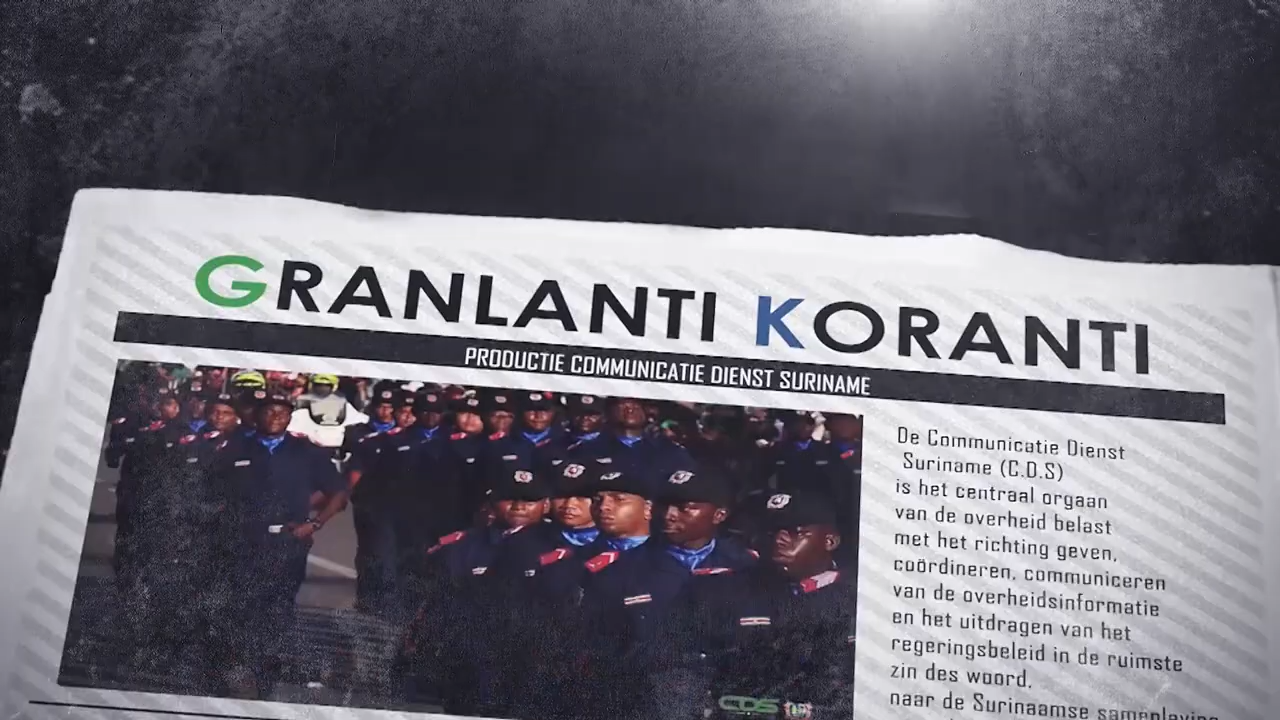 GRANLANTI KORANTI
PRODUCTIE COMMUNICATIE DIENST SURINAME
De Communicatie Dienst
Suriname (C.D.S)
is het centraal orgaan
van de overheid belast
met het richting geven,
coördineren, communiceren
van de overheidsinformatie
en het uitdragen van het
regeringsbeleid in de ruimste
zin des woord,
naar de Surinaamse samenleving
CDS